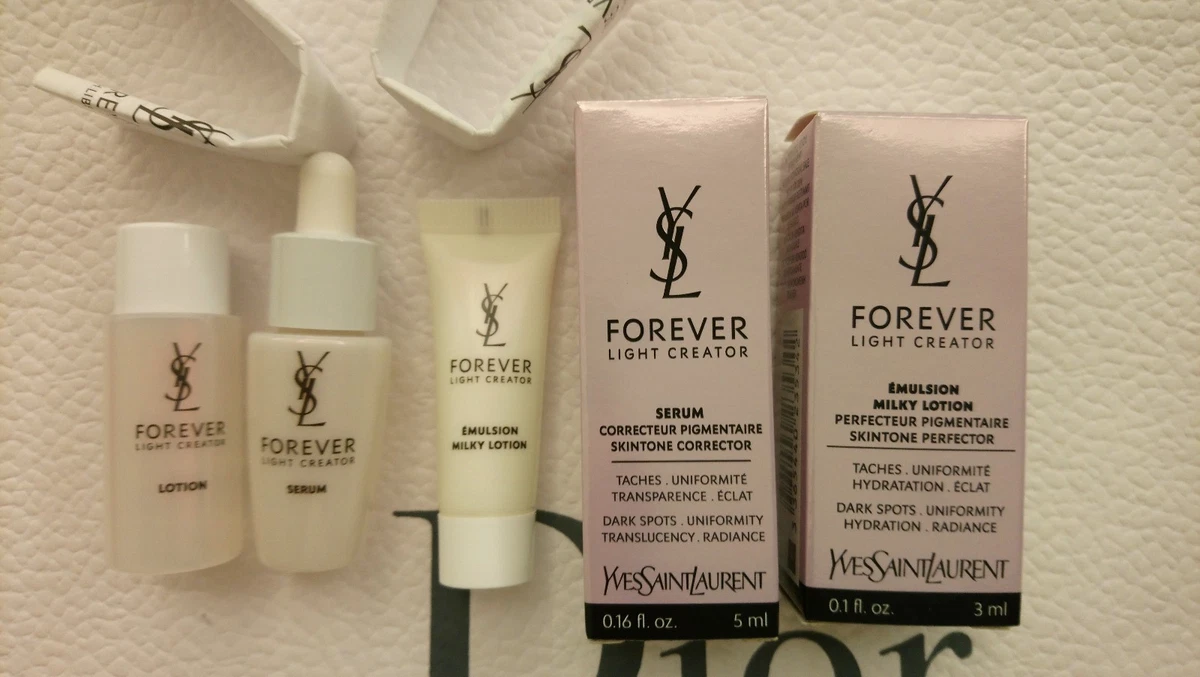 YSL
FOREVER
LIGHT CREATOR
LOTION
YSL
FOREVER
LIGHT CREATOR
SERUM
YSL
FOREVER
LIGHT CREATOR
ÉMULSION
MILKY LOTION
YSL
FOREVER
LIGHT CREATOR
SERUM
CORRECTEUR PIGMENTAIRE
SKINTONE CORRECTOR
TACHES . UNIFORMITÉ
TRANSPARENCE . ÉCLAT
DARK SPOTS . UNIFORMITY
TRANSLUCENCY . RADIANCE
YVESSAINTLAURENT
0.16 fl. oz. 5 ml
YSL
FOREVER
LIGHT CREATOR
ÉMULSION
MILKY LOTION
PERFECTEUR PIGMENTAIRE
SKINTONE PERFECTOR
TACHES . UNIFORMITÉ
HYDRATATION . ÉCLAT
DARK SPOTS . UNIFORMITY
HYDRATION . RADIANCE
YVESSAINTLAURENT
0.1 fl. oz. 3 ml
Dior